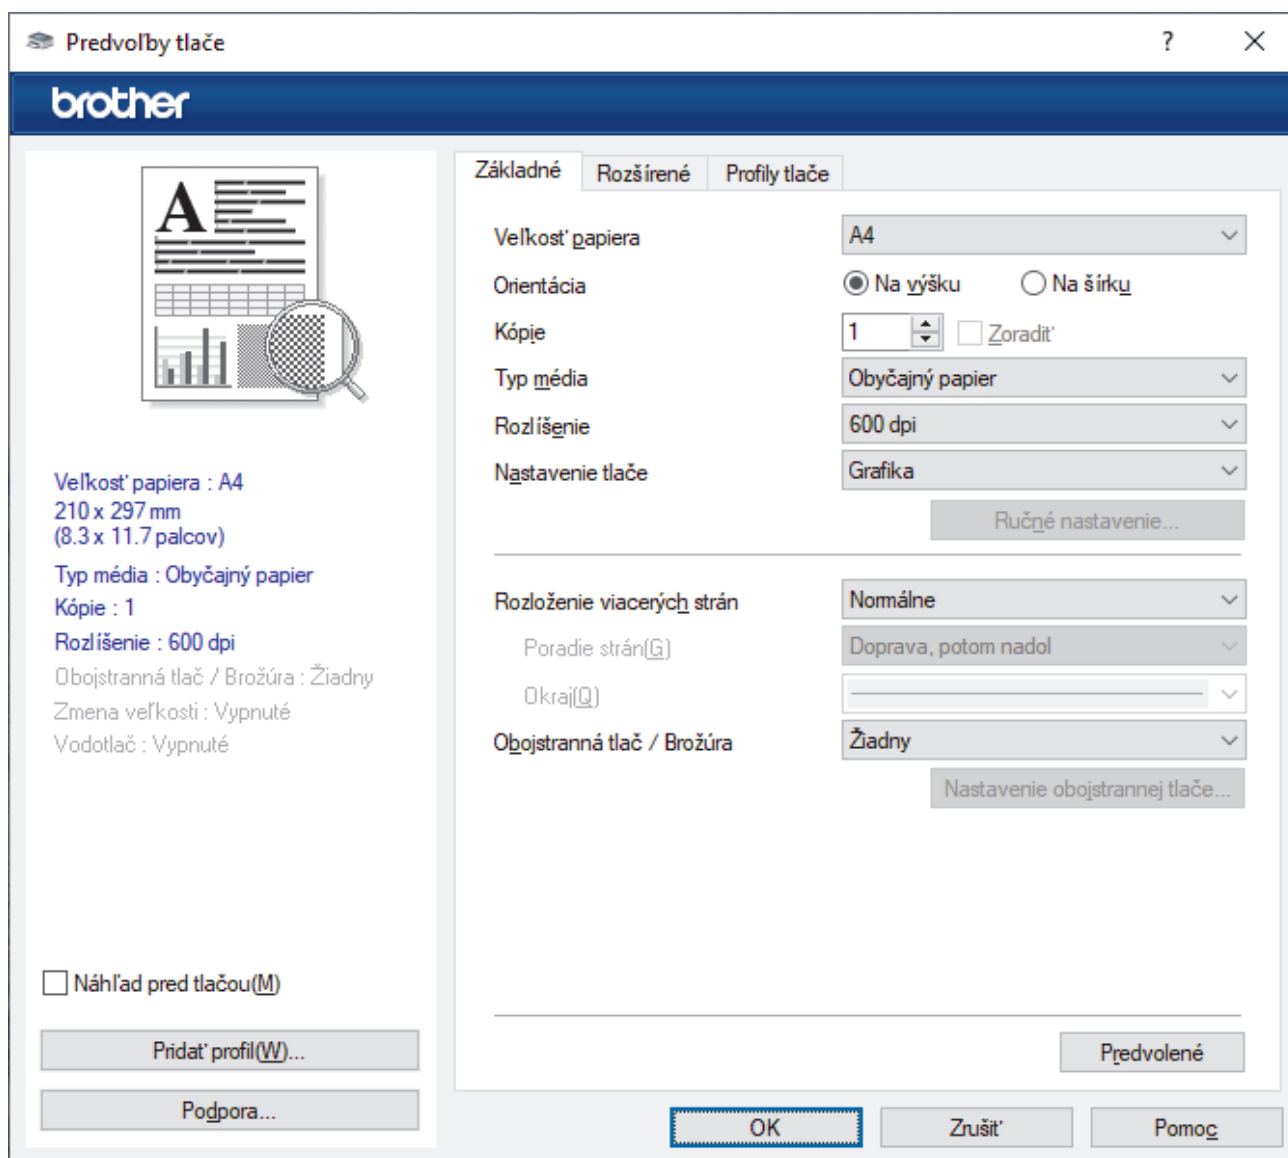 Predvoľby tlače
?
brother
A
Veľkosť papiera : A4
210 x 297 mm
(8.3 x 11.7 palcov)
Typ média : Obyčajný papier
Kópie : 1
Rozlíšenie : 600 dpi
Obojstranná tlač / Brožúra : Žiadny
Zmena veľkosti : Vypnuté
Vodotlač : Vypnuté
Náhľad pred tlačou(M)
Pridať profil(W)...
Podpora...
Základné Rozšírené Profily tlače
Veľkosť papiera A4
Orientácia Na výšku Na šírku
Kópie 1 Zoradiť
Typ média Obyčajný papier
Rozlíšenie 600 dpi
Nastavenie tlače Grafika
Ručné nastavenie...
Rozloženie viacerých strán Normálne
Poradie strán(G) Doprava, potom nadol
Okraj(Q)
Obojstranná tlač / Brožúra Žiadny
Nastavenie obojstrannej tlače...
Predvolené
OK Zrušiť Pomoc